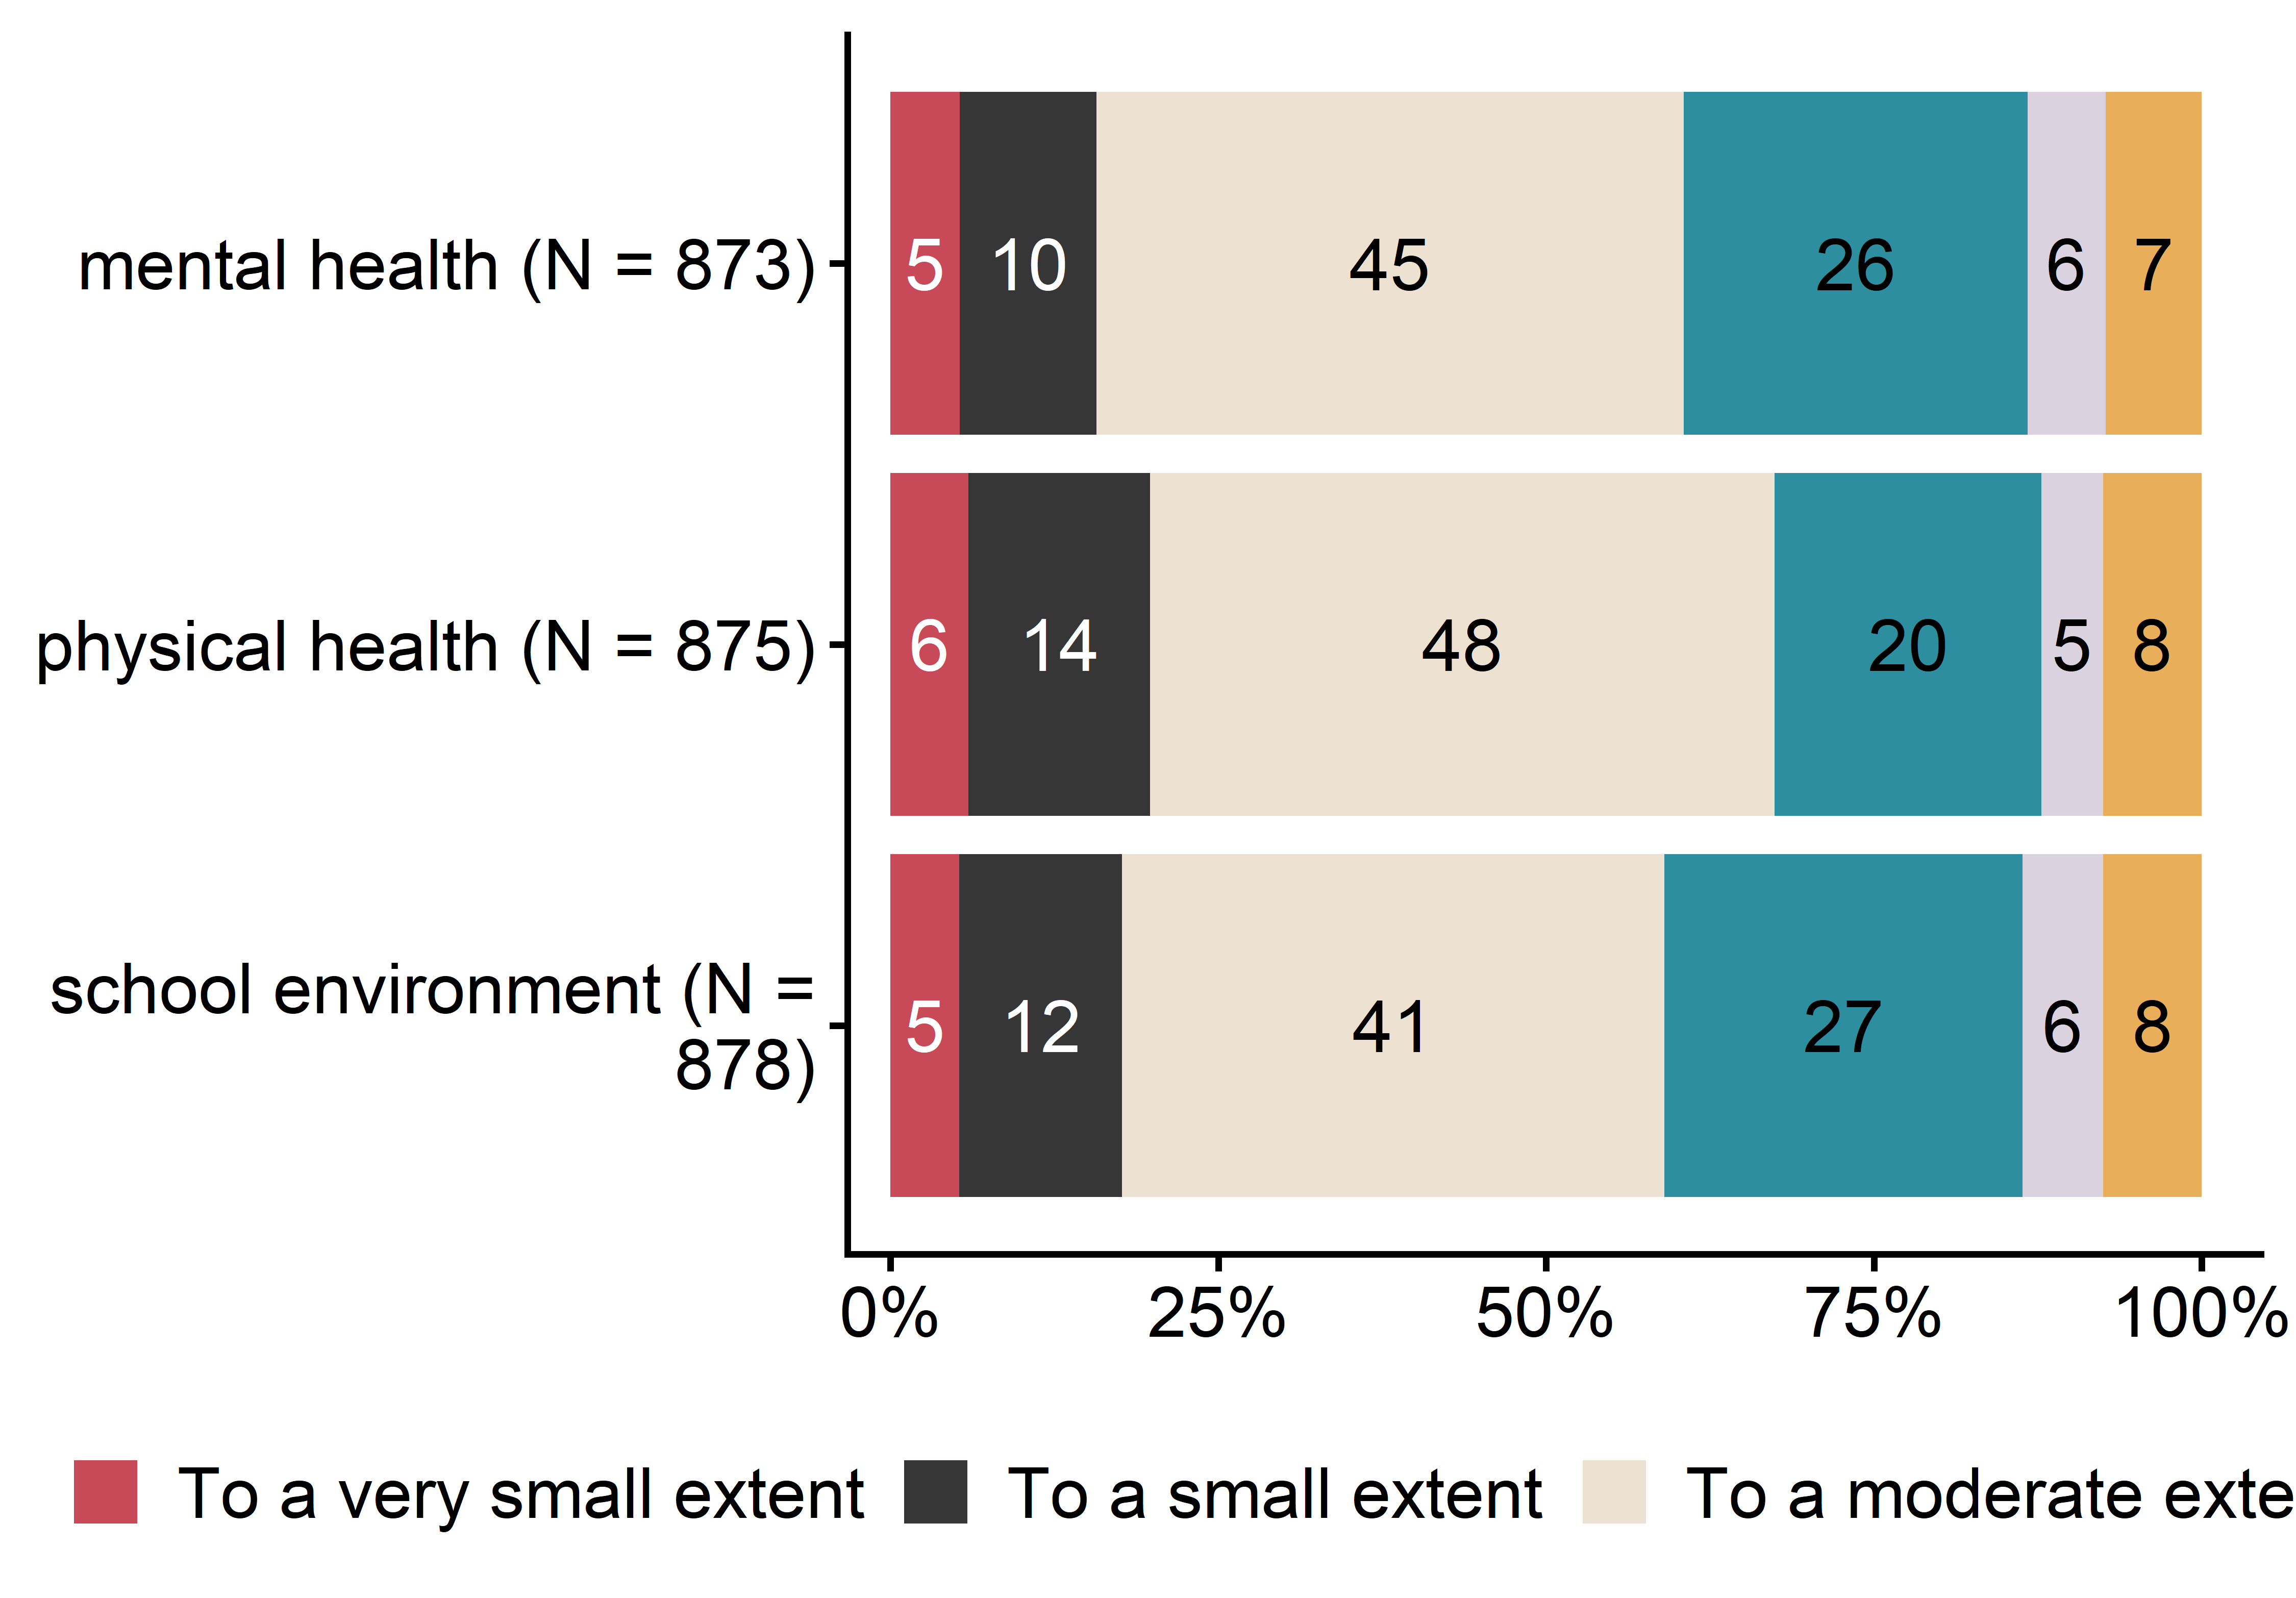 mental health (N = 873) 5 10 45 26 6 7
physical health (N = 875) 6 14 48 20 5 8
school environment (N =
878) 5 12 41 27 6 8
0% 25% 50% 75% 100%
To a very small extent To a small extent To a moderate exte